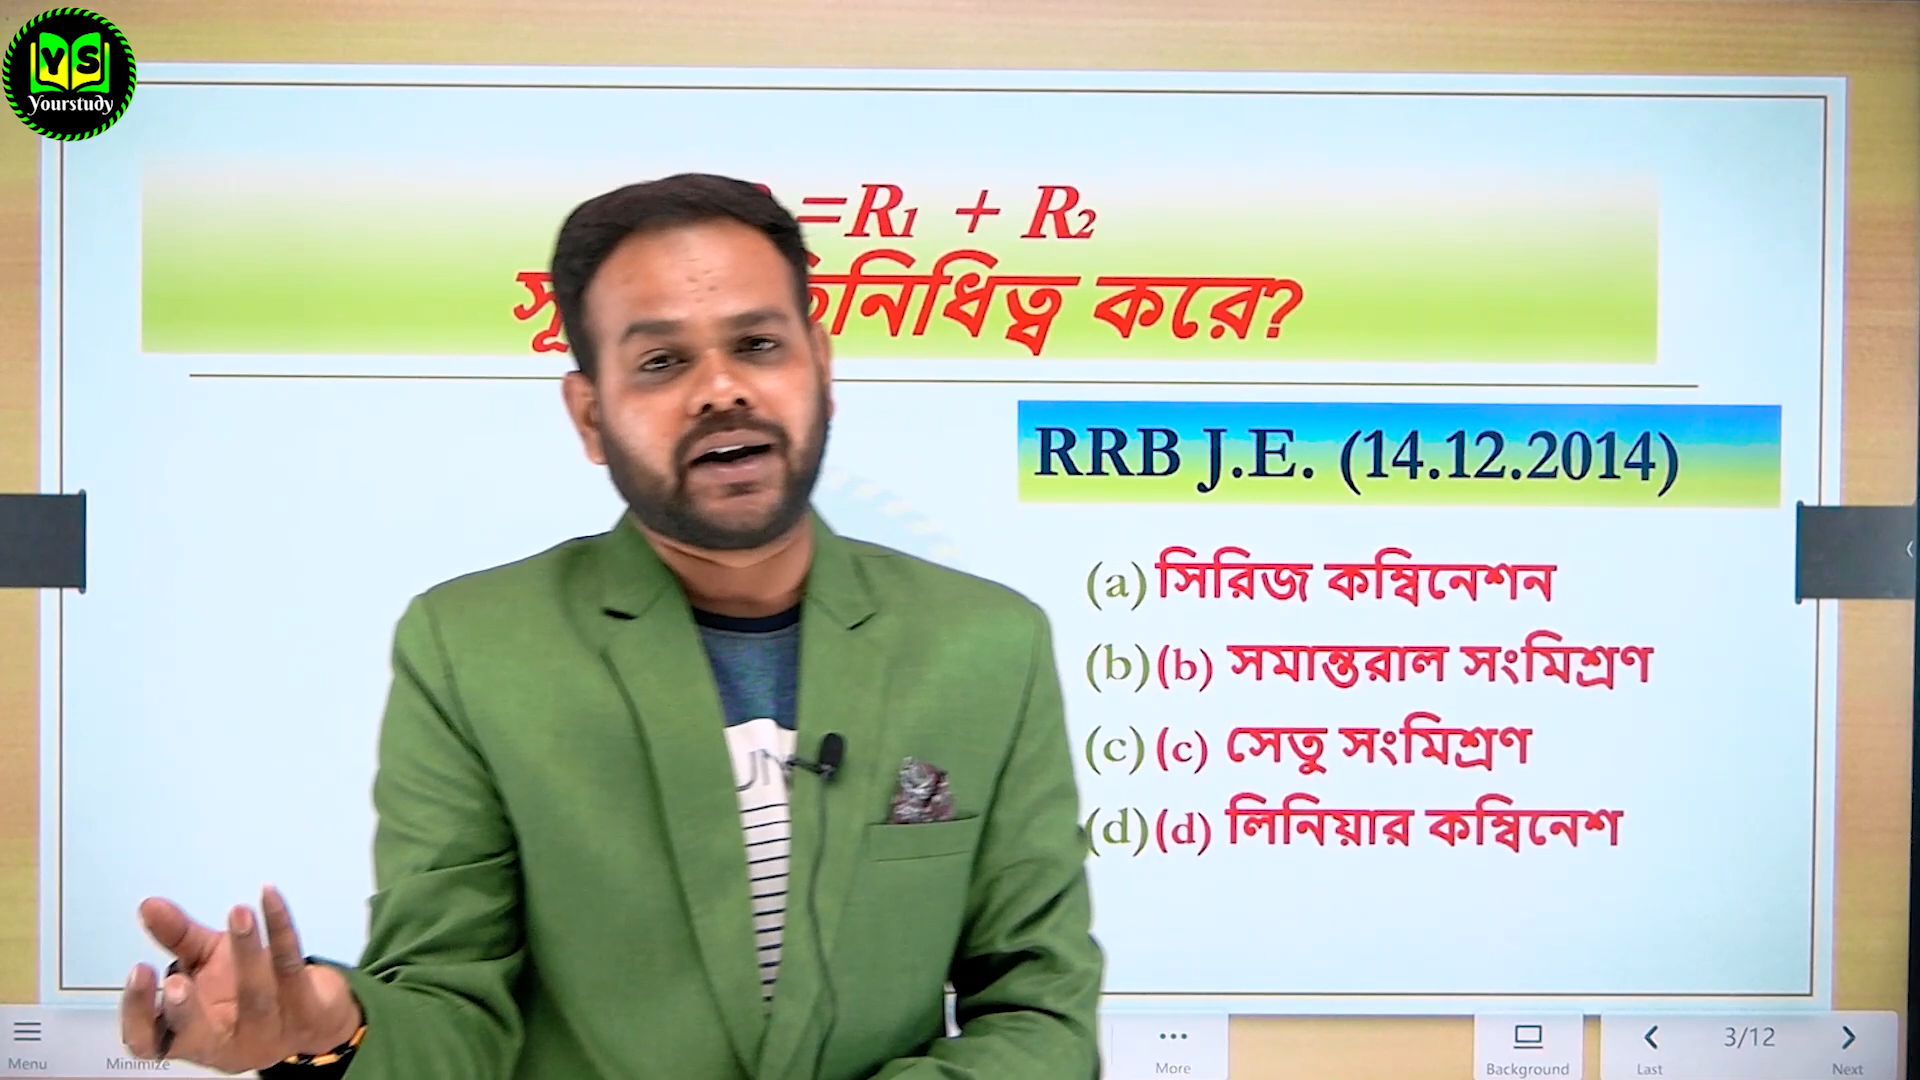 YS
Yourstudy
=R₁ + R₂
করে?
RRB J.E. (14.12.2014)
(a) সিরিজ কম্বিনেশন
(b) (b) সমান্তরাল সংমিশ্রণ
(c) (c) সেতু সংমিশ্রণ
(d) (d) লিনিয়ার কম্বিনেশ
Menu
Minimize
More
Background
Last
3/12
Next